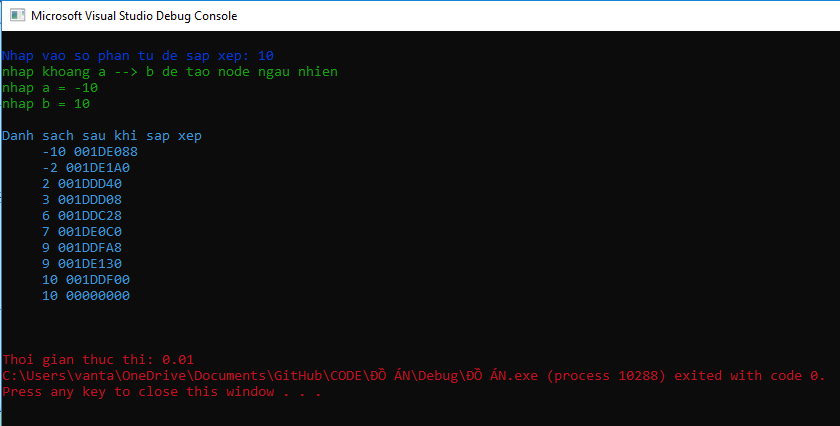 Microsoft Visual Studio Debug Console
Nhap vao so phan tu de sap xep: 10
nhap khoang a --> b de tao node ngau nhien
nhap a = -10
nhap b = 10
Danh sach sau khi sap xep
-10 001DE088
-2 001DE1A0
2 001DDD40
3 001DDD08
6 001DDC28
7 001DE0C0
9 001DDFA8
9 001DE130
10 001DDF00
10 00000000
Thoi gian thuc thi: 0.01
C:\Users\vanta\OneDrive\Documents\GitHub\CODE\ĐỒ ÁN\Debug\ĐỒ ÁN.exe (process 10288) exited with code 0.
Press any key to close this window . . .